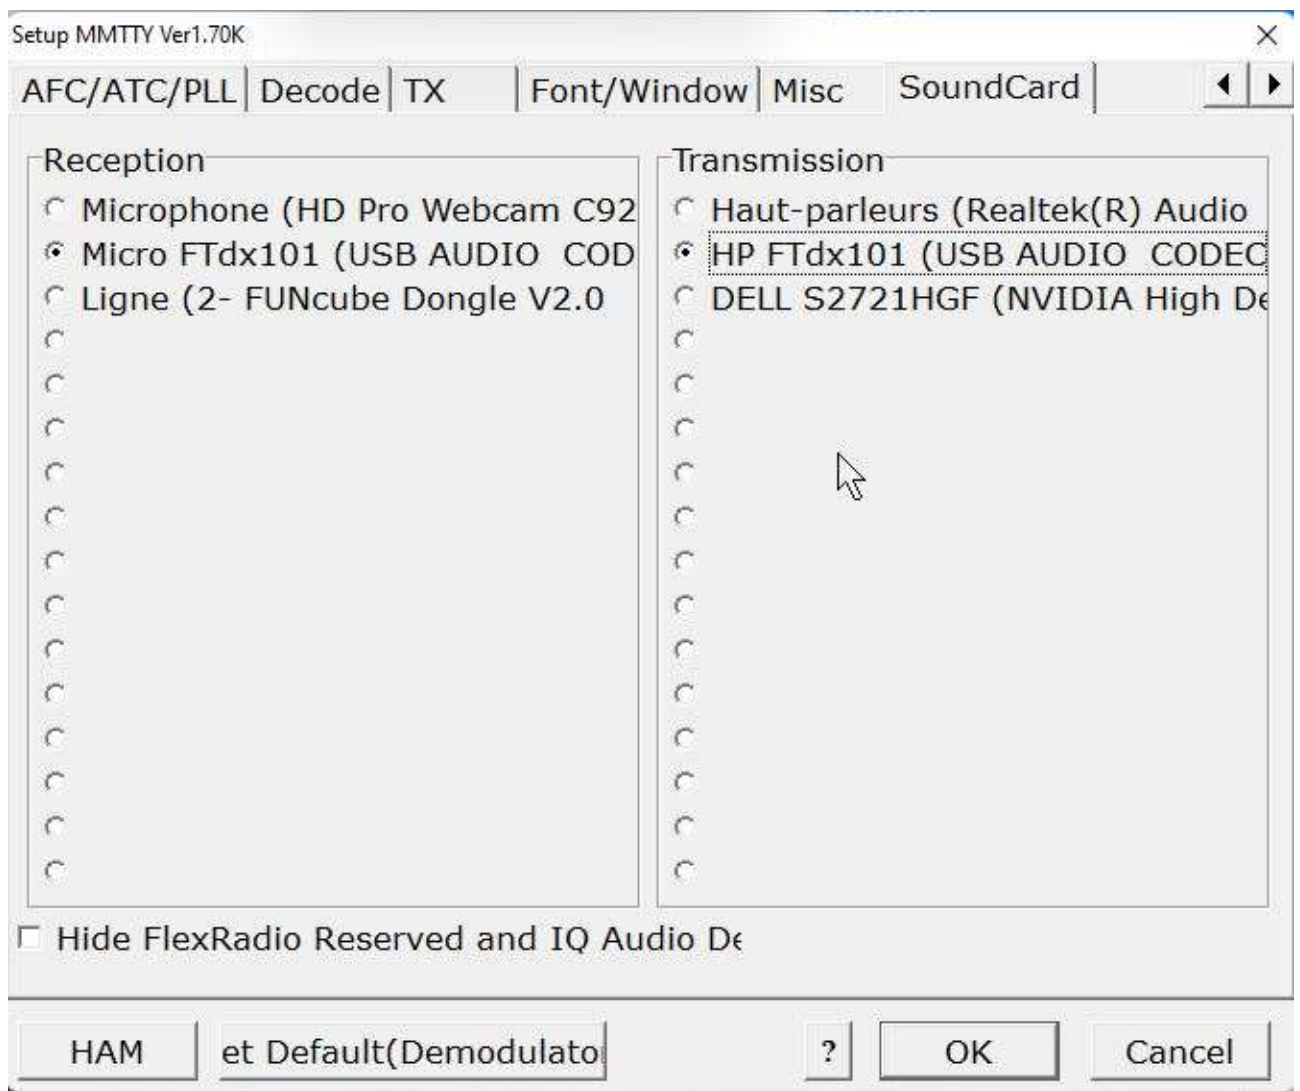 Setup MMTTY Ver1.70K
AFC/ATC/PLL Decode TX Font/Window Misc SoundCard
Reception
Microphone (HD Pro Webcam C92
Micro FTdx101 (USB AUDIO  COD
Ligne (2- FUNcube Dongle V2.0
Transmission
Haut-parleurs (Realtek(R) Audio
HP FTdx101 (USB AUDIO  CODEC
DELL S2721HGF (NVIDIA High De
Hide FlexRadio Reserved and IQ Audio De
HAM et Default(Demodulato ? OK Cancel